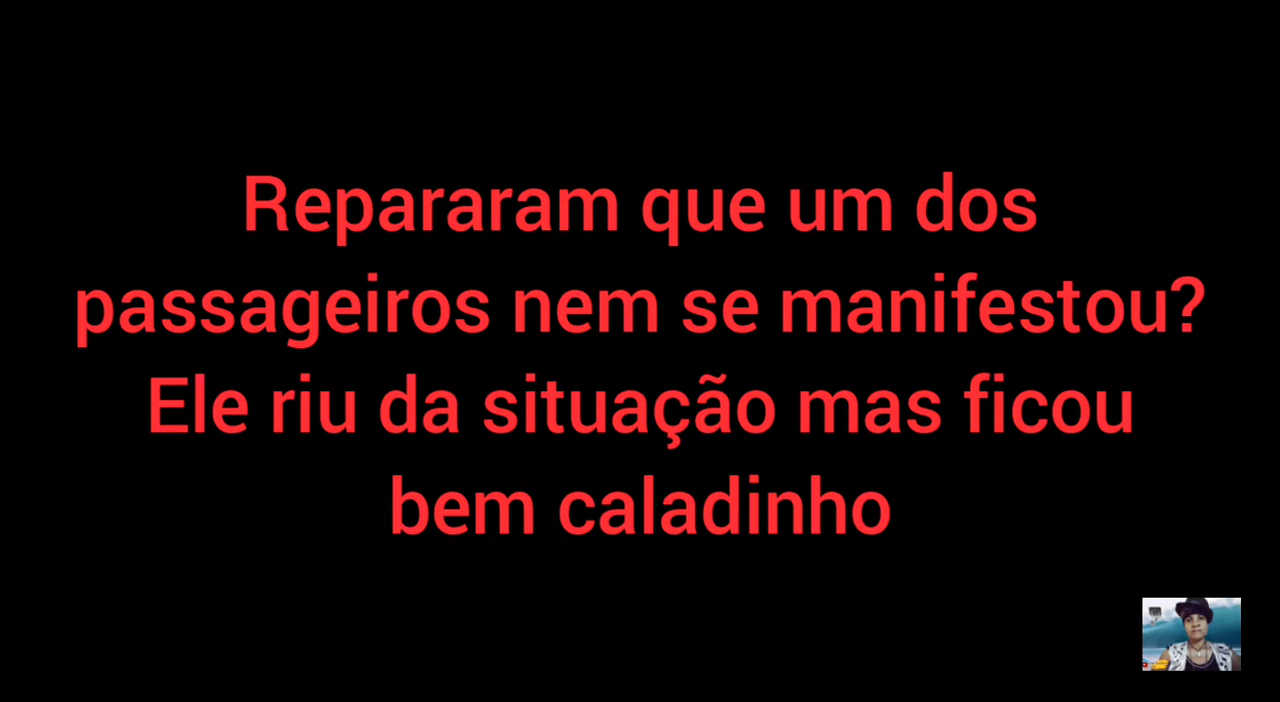 Repararam que um dos
passageiros nem se manifestou?
Ele riu da situação mas ficou
bem caladinho